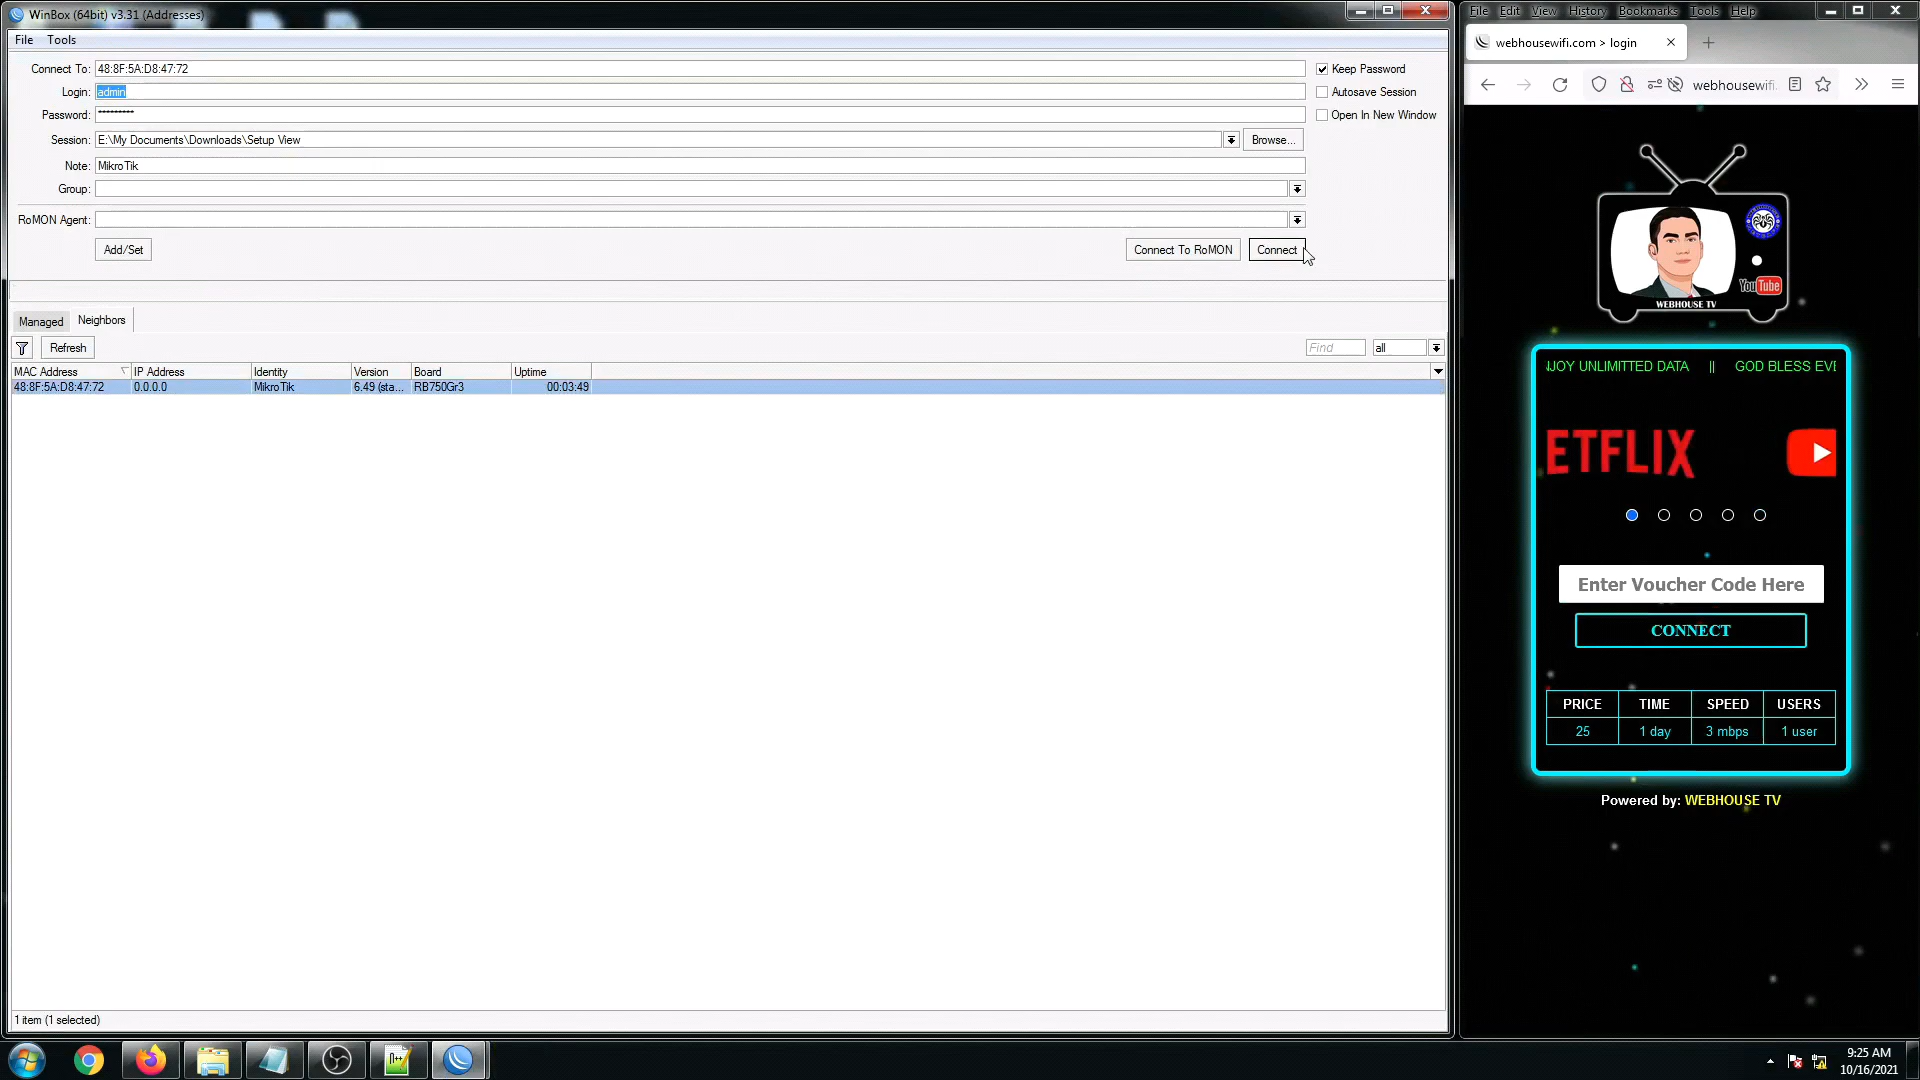 WinBox (64bit) v3.31 (Addresses)
File Tools
Connect To: 48:8F:5A:D8:47:72
Keep Password
Login: admin
Autosave Session
Password: *********
Open In New Window
Session: E:\My Documents\Downloads\Setup View
Browse...
Note: MikroTik
Group:
RoMON Agent:
Add/Set
Connect To RoMON
Connect
Managed Neighbors
Refresh
Find
all
MAC Address IP Address Identity Version Board Uptime
48:8F:5A:D8:47:72 0.0.0.0 MikroTik 6.49 (sta... RB750Gr3 00:03:49
1 item (1 selected)
File Edit View History Bookmarks Tools Help
webhousewifi.com > login
webhousewifi.
YouTube
WEBHOUSE TV
NJOY UNLIMITTED DATA || GOD BLESS EVE
ETFLIX
Enter Voucher Code Here
CONNECT
PRICE TIME SPEED USERS
25 1 day 3 mbps 1 user
Powered by: WEBHOUSE TV
9:25 AM
10/16/2021